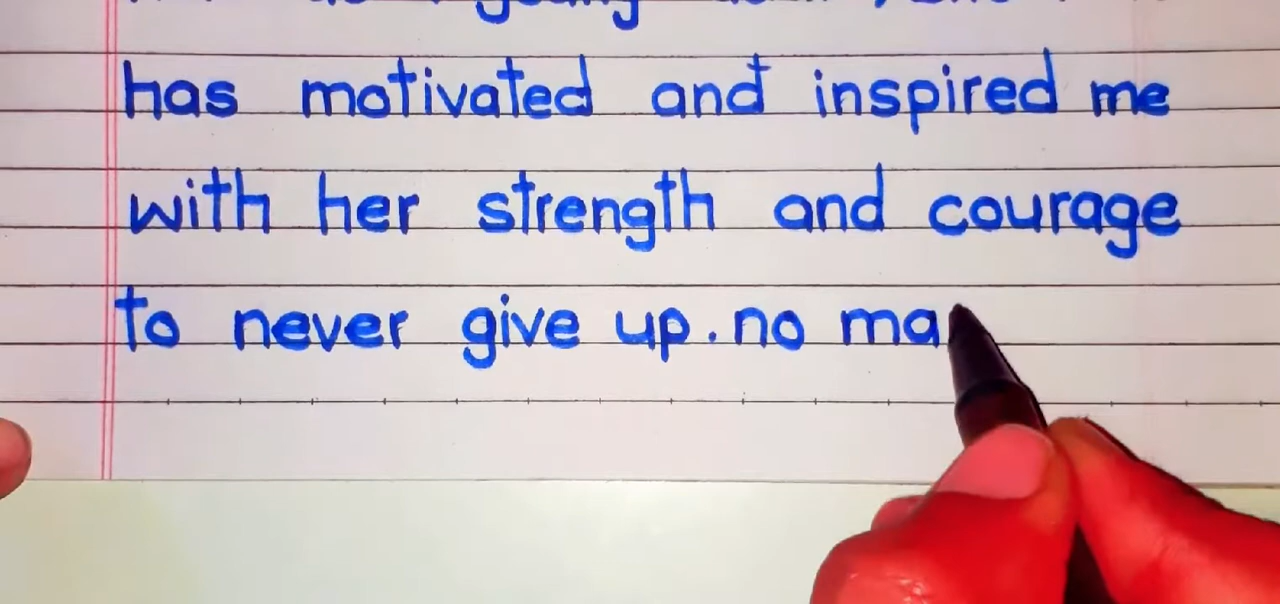 has motivated and inspired me
with her strength and courage
to never give up. no ma